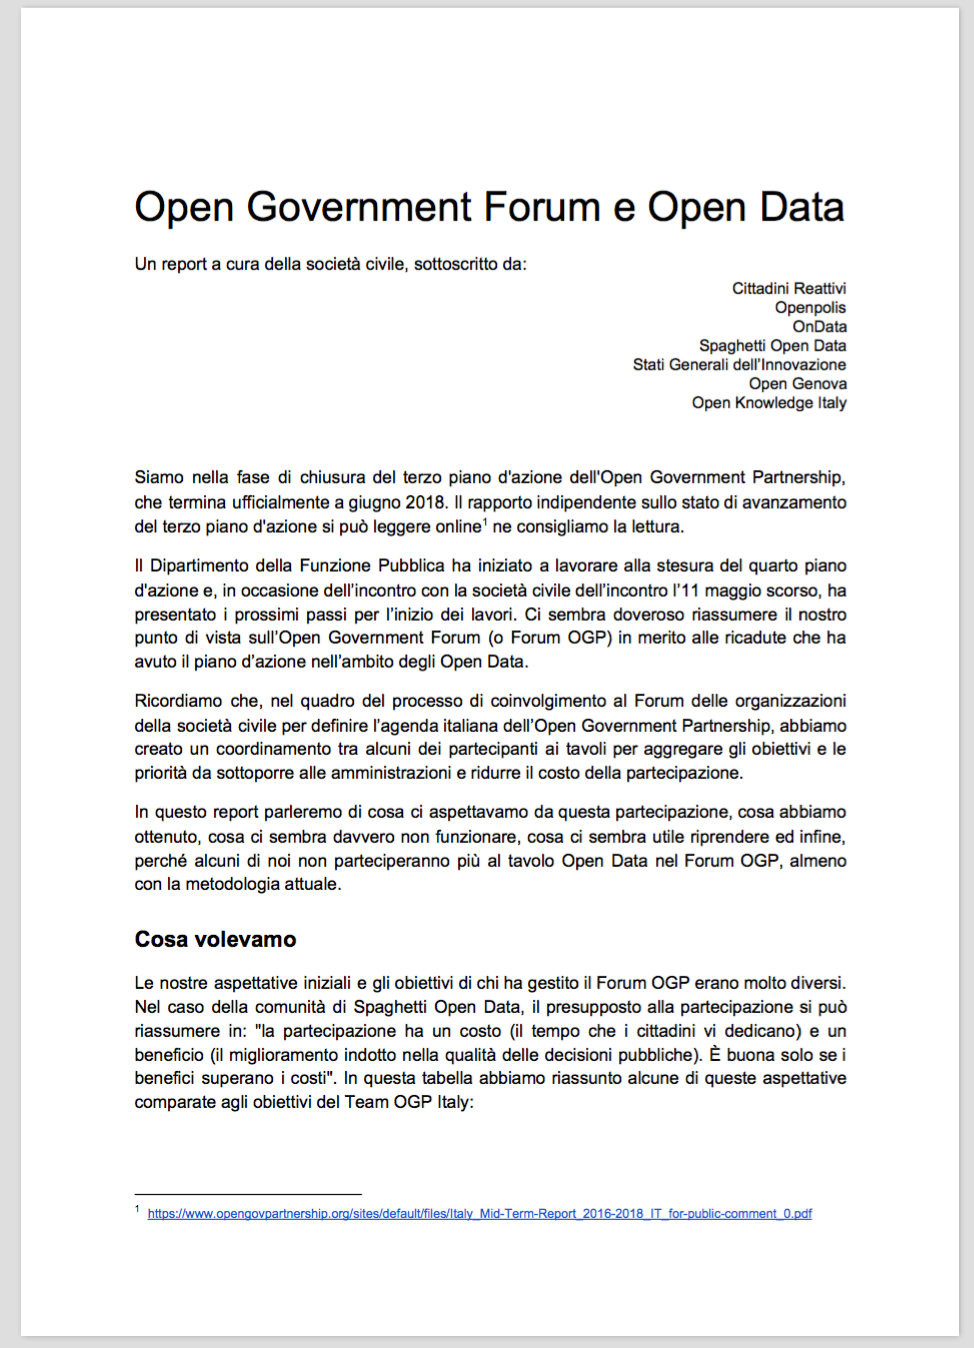 Open Government Forum e Open Data
Un report a cura della società civile, sottoscritto da:
Cittadini Reattivi
Openpolis
OnData
Spaghetti Open Data
Stati Generali dell'Innovazione
Open Genova
Open Knowledge Italy
Siamo nella fase di chiusura del terzo piano d'azione dell'Open Government Partnership,
che termina ufficialmente a giugno 2018. Il rapporto indipendente sullo stato di avanzamento
del terzo piano d'azione si può leggere online¹ ne consigliamo la lettura.
Il Dipartimento della Funzione Pubblica ha iniziato a lavorare alla stesura del quarto piano
d'azione e, in occasione dell'incontro con la società civile dell'incontro l'11 maggio scorso, ha
presentato i prossimi passi per l'inizio dei lavori. Ci sembra doveroso riassumere il nostro
punto di vista sull'Open Government Forum (o Forum OGP) in merito alle ricadute che ha
avuto il piano d'azione nell'ambito degli Open Data.
Ricordiamo che, nel quadro del processo di coinvolgimento al Forum delle organizzazioni
della società civile per definire l'agenda italiana dell'Open Government Partnership, abbiamo
creato un coordinamento tra alcuni dei partecipanti ai tavoli per aggregare gli obiettivi e le
priorità da sottoporre alle amministrazioni e ridurre il costo della partecipazione.
In questo report parleremo di cosa ci aspettavamo da questa partecipazione, cosa abbiamo
ottenuto, cosa ci sembra davvero non funzionare, cosa ci sembra utile riprendere ed infine,
perché alcuni di noi non parteciperanno più al tavolo Open Data nel Forum OGP, almeno
con la metodologia attuale.
Cosa volevamo
Le nostre aspettative iniziali e gli obiettivi di chi ha gestito il Forum OGP erano molto diversi.
Nel caso della comunità di Spaghetti Open Data, il presupposto alla partecipazione si può
riassumere in: "la partecipazione ha un costo (il tempo che i cittadini vi dedicano) e un
beneficio (il miglioramento indotto nella qualità delle decisioni pubbliche). È buona solo se i
benefici superano i costi". In questa tabella abbiamo riassunto alcune di queste aspettative
comparate agli obiettivi del Team OGP Italy:
¹ https://www.opengovpartnership.org/sites/default/files/Italy_Mid-Term-Report_2016-2018_IT_for-public-comment_0.pdf